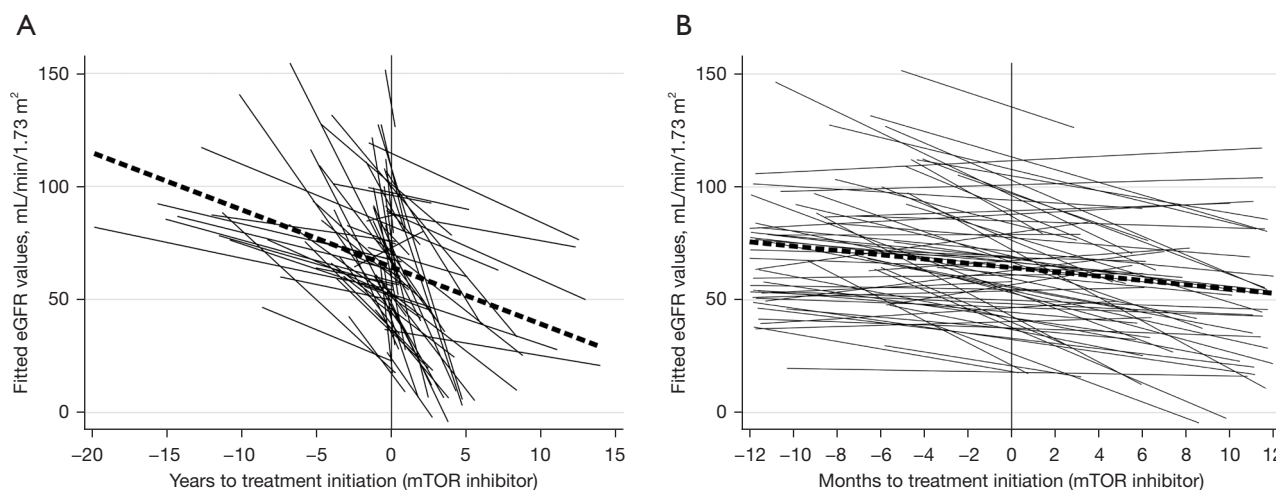 A
Fitted eGFR values, mL/min/1.73 m²
150
100
50
0
−20 −15 −10 −5 0 5 10 15
Years to treatment initiation (mTOR inhibitor)
B
Fitted eGFR values, mL/min/1.73 m²
150
100
50
0
−12 −10 −8 −6 −4 −2 0 2 4 6 8 10 12
Months to treatment initiation (mTOR inhibitor)